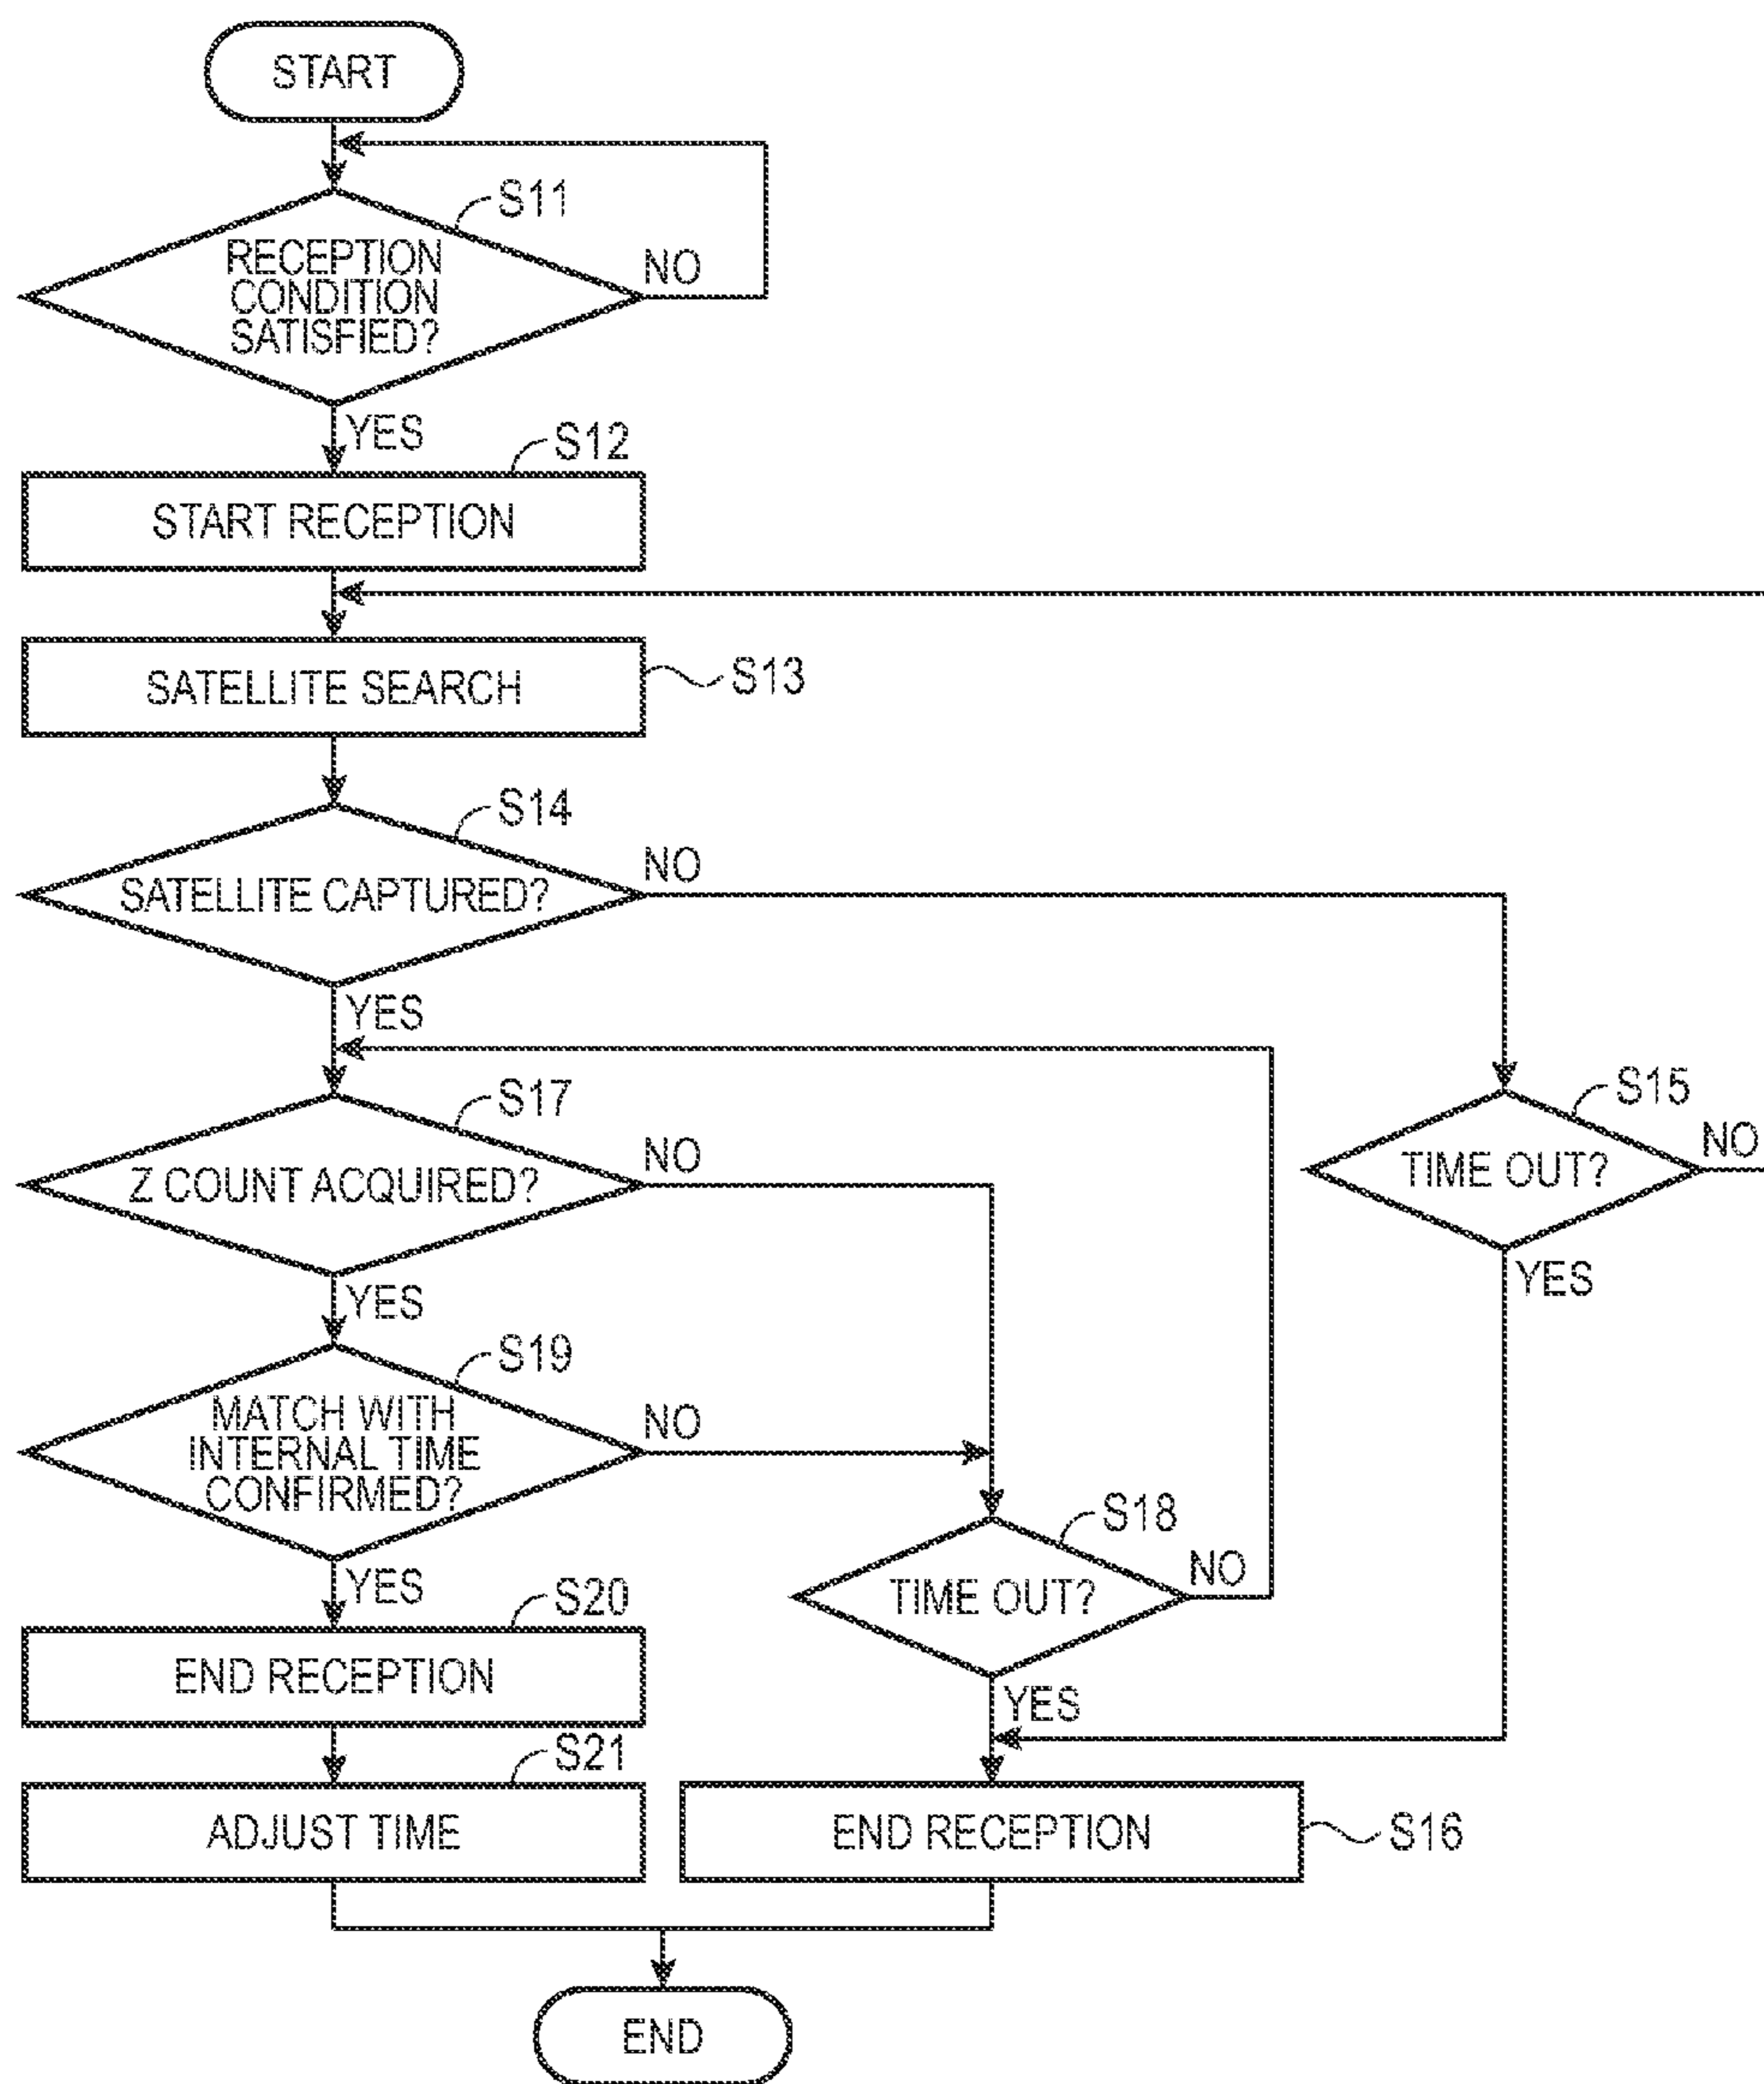 START
S11
RECEPTION
CONDITION
SATISFIED?
NO
YES
S12
START RECEPTION
SATELLITE SEARCH
S13
S14
SATELLITE CAPTURED?
NO
YES
S17
Z COUNT ACQUIRED?
NO
S15
TIME OUT?
NO
YES
YES
S19
MATCH WITH
INTERNAL TIME
CONFIRMED?
NO
S18
TIME OUT?
NO
YES
YES
S20
END RECEPTION
S21
ADJUST TIME
END RECEPTION
S16
END